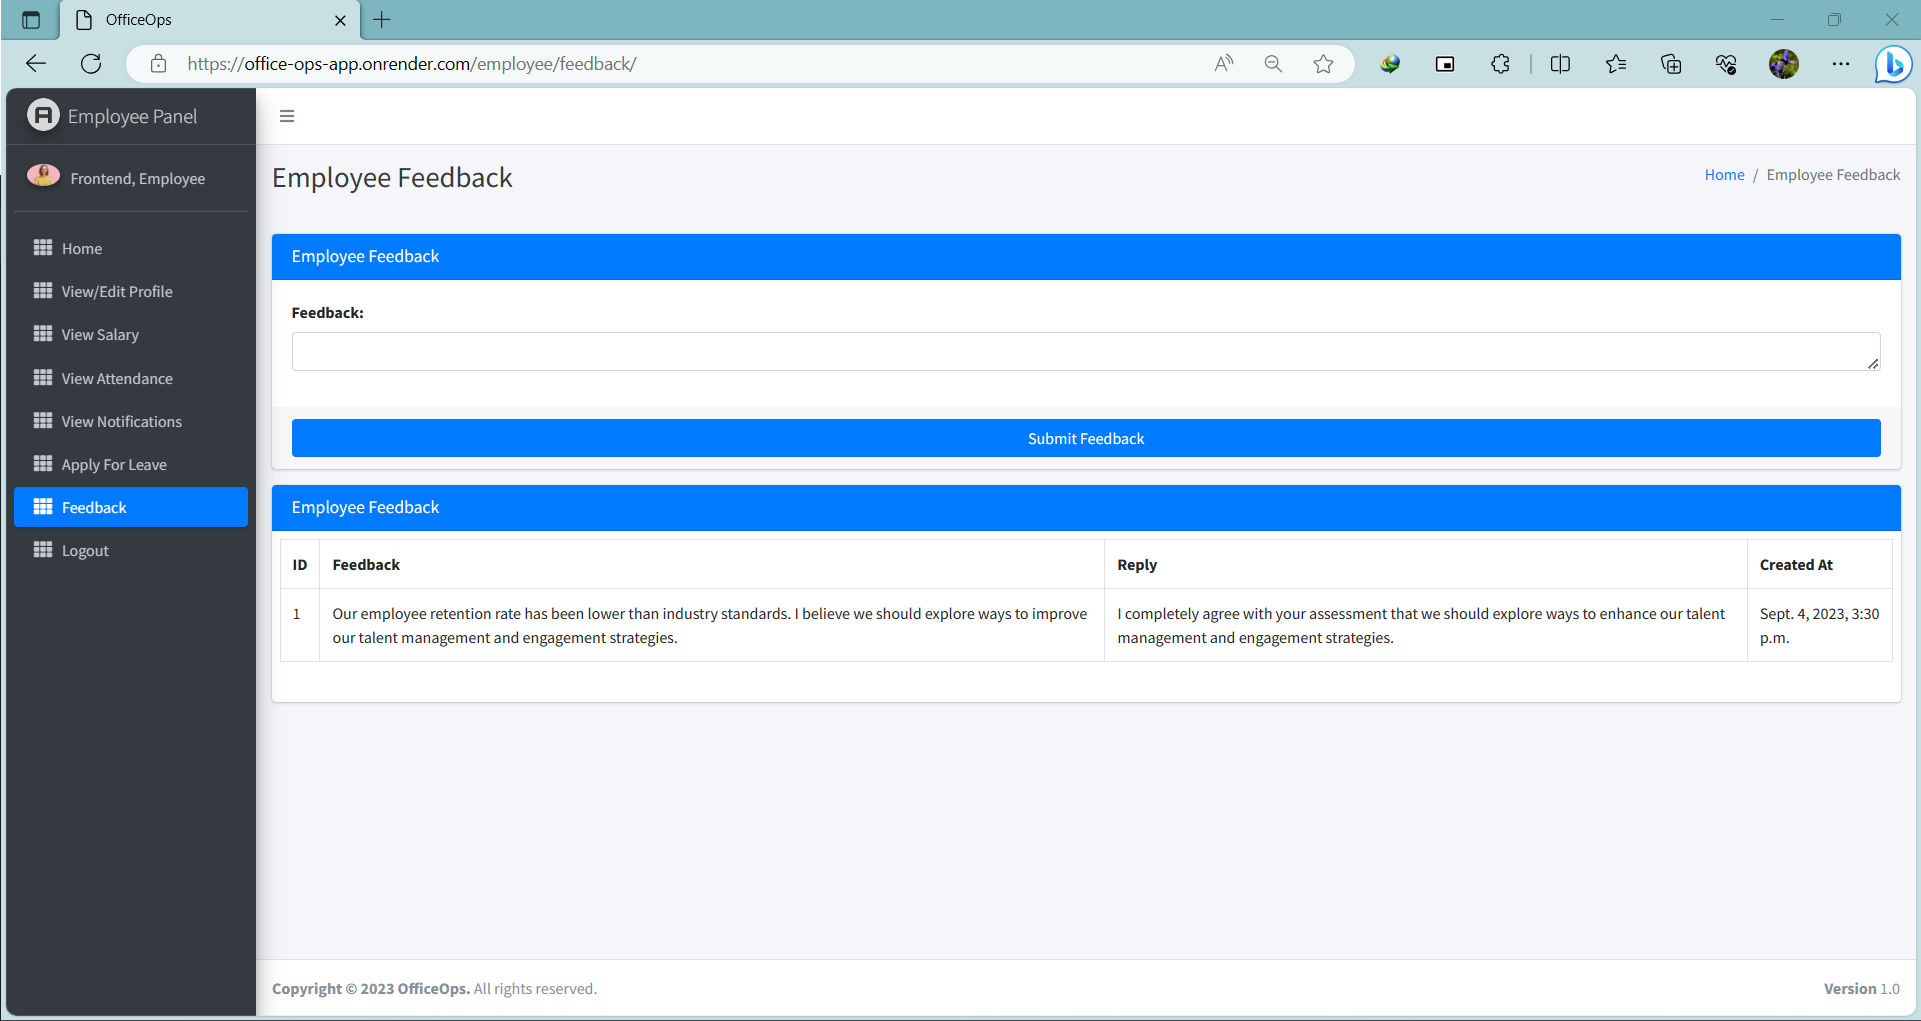 OfficeOps
https://office-ops-app.onrender.com/employee/feedback/
Employee Panel
Frontend, Employee
Home
View/Edit Profile
View Salary
View Attendance
View Notifications
Apply For Leave
Feedback
Logout
Employee Feedback
Home / Employee Feedback
Employee Feedback
Feedback:
Submit Feedback
Employee Feedback
ID Feedback Reply Created At
1 Our employee retention rate has been lower than industry standards. I believe we should explore ways to improve I completely agree with your assessment that we should explore ways to enhance our talent Sept. 4, 2023, 3:30
our talent management and engagement strategies. management and engagement strategies. p.m.
Copyright © 2023 OfficeOps. All rights reserved.
Version 1.0